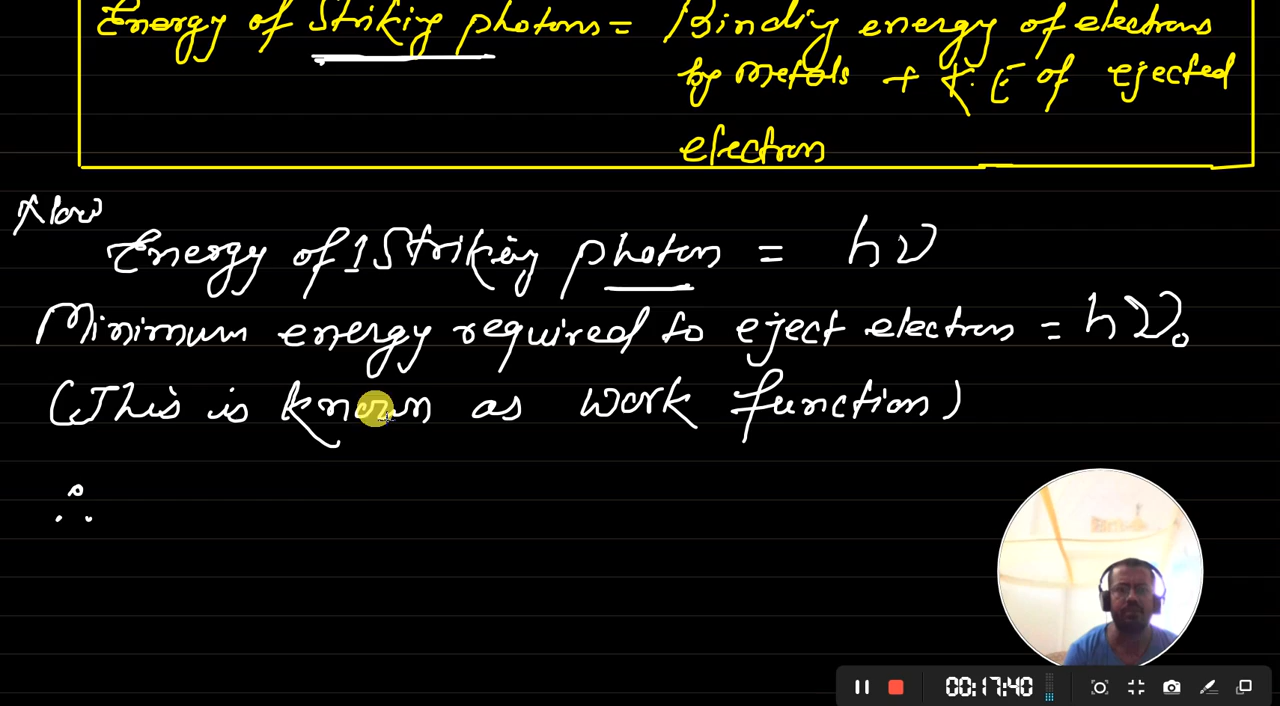 Energy of Striking photons = Binding energy of electrons
by metals + K.E of ejected
electron
Now
Energy of 1 Striking photon = hν
Minimum energy required to eject electron = hν₀
(This is known as work function)
∴
00:17:40